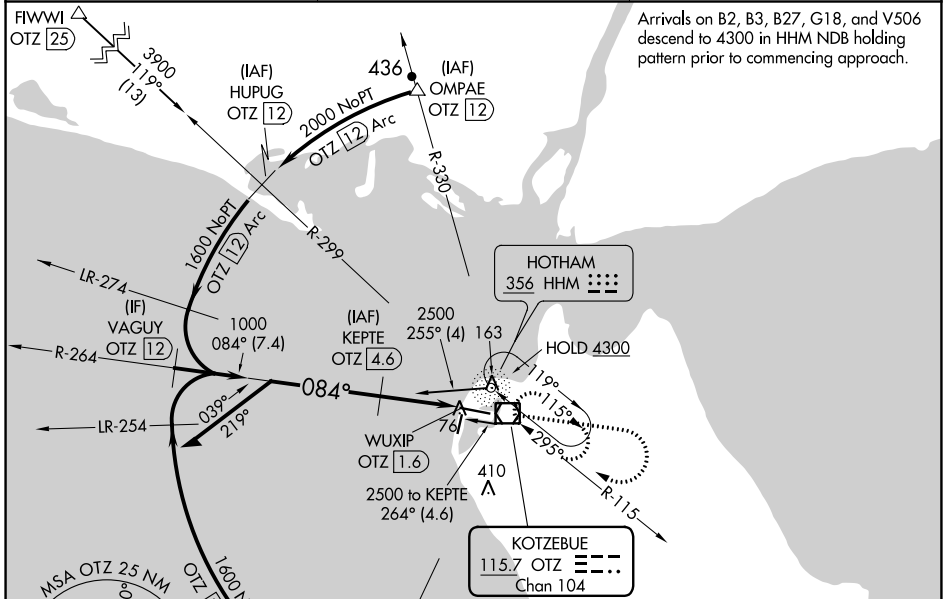 FIWWI
OTZ 25
3900
119°
(13)
(IAF)
HUPUG
OTZ 12
436
(IAF)
OMPAE
OTZ 12
2000 NoPT
OTZ 12 Arc
Arrivals on B2, B3, B27, G18, and V506
descend to 4300 in HHM NDB holding
pattern prior to commencing approach.
R-330
R-299
1600 NoPT
OTZ 12 Arc
LR-274
(IF)
VAGUY
OTZ 12
R-264
1000
084° (7.4)
(IAF)
KEPTE
OTZ 4.6
2500
255° (4)
163
HOTHAM
356 HHM
HOLD 4300
084°
119°
115°
295°
039°
219°
LR-254
WUXIP
OTZ 1.6
76
410
2500 to KEPTE
264° (4.6)
R-115
KOTZEBUE
115.7 OTZ
Chan 104
MSA OTZ 25 NM
1600 N
OTZ